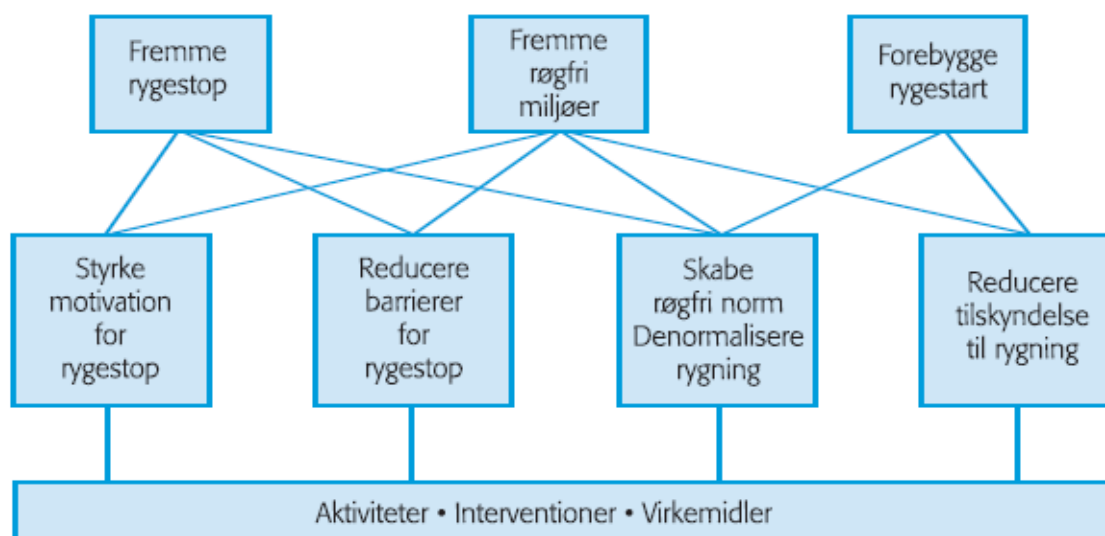 Fremme
rygestop
Fremme
røgfri
miljøer
Forebygge
rygestart
Styrke
motivation
for
rygestop
Reducere
barrierer
for
rygestop
Skabe
røgfri norm
Denormalisere
rygning
Reducere
tilskyndelse
til rygning
Aktiviteter • Interventioner • Virkemidler